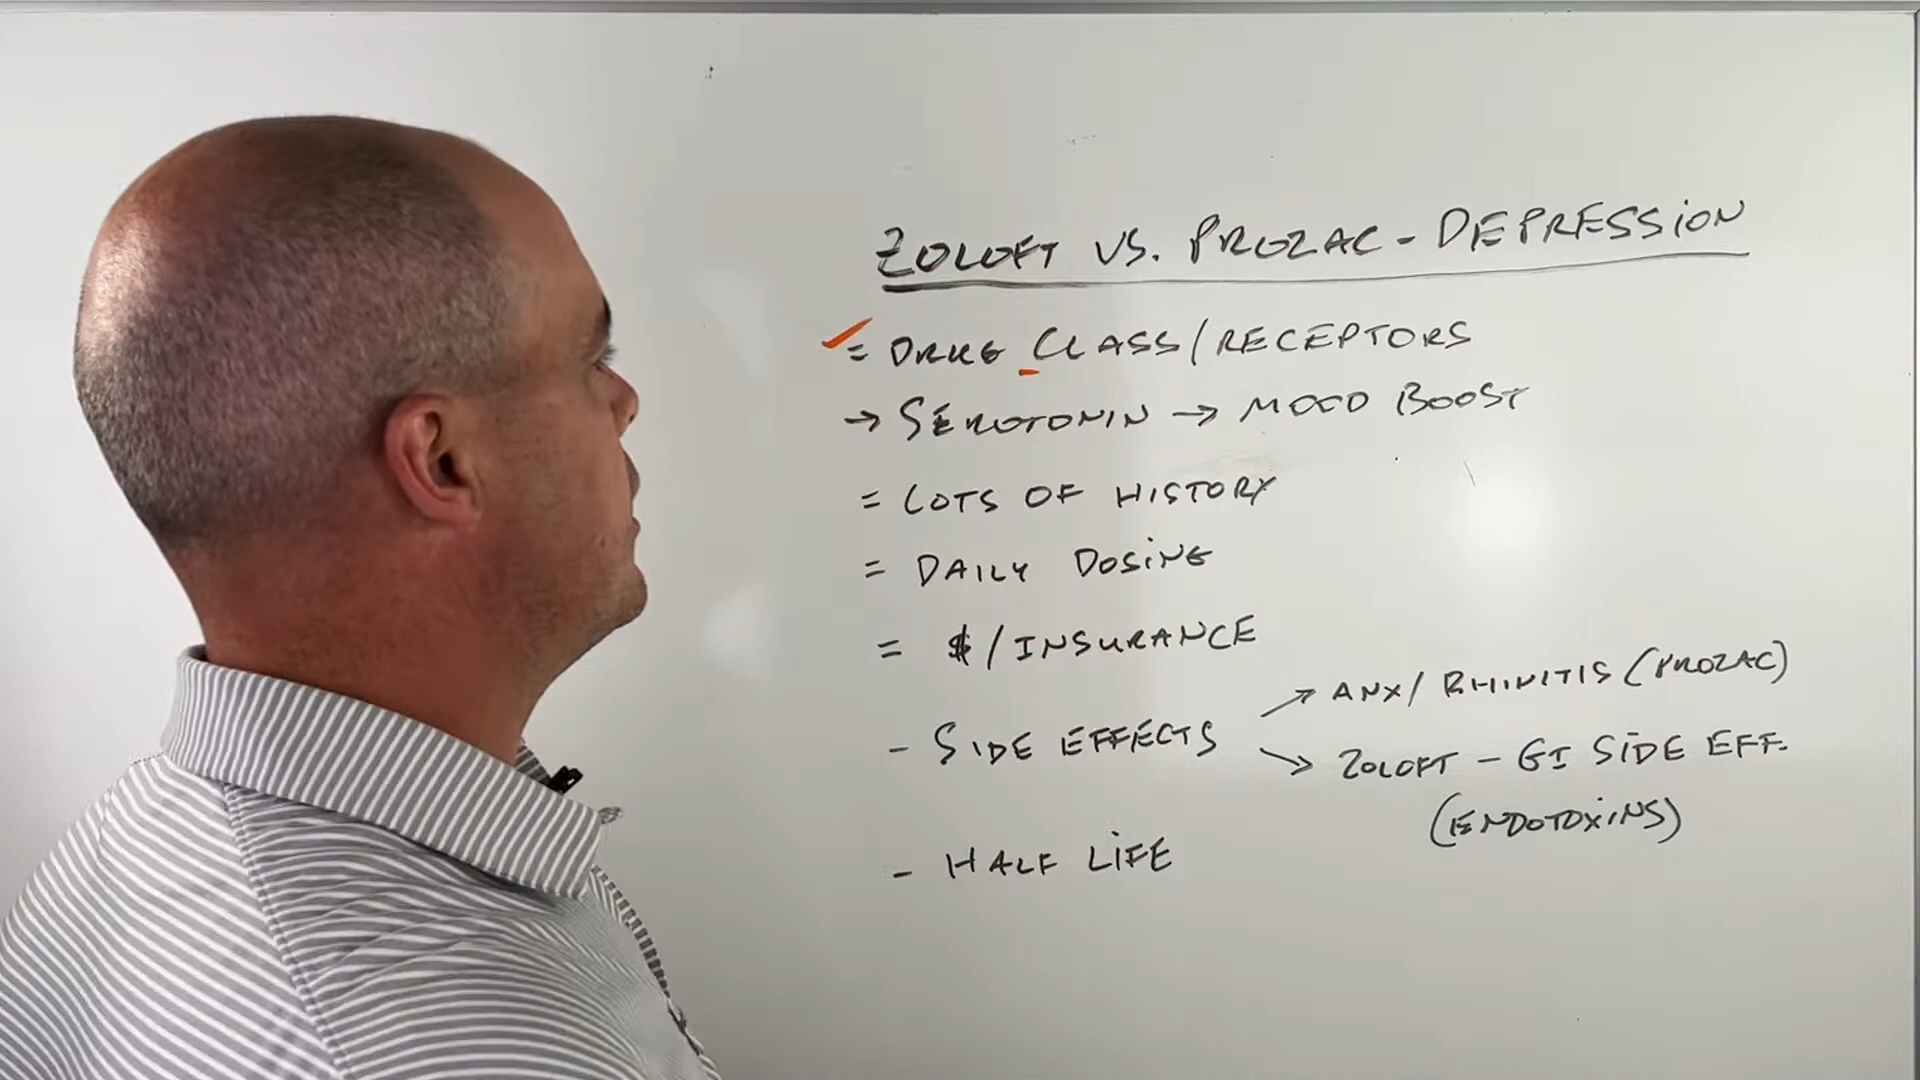 ZOLOFT VS. PROZAC - DEPRESSION
= DRUG CLASS/RECEPTORS
→ SEROTONIN → MOOD BOOST
= LOTS OF HISTORY
= DAILY DOSING
= $/INSURANCE
- SIDE EFFECTS
→ ANX/RHINITIS (PROZAC)
→ ZOLOFT - GI SIDE EFF.
(ENDOTOXINS)
- HALF LIFE